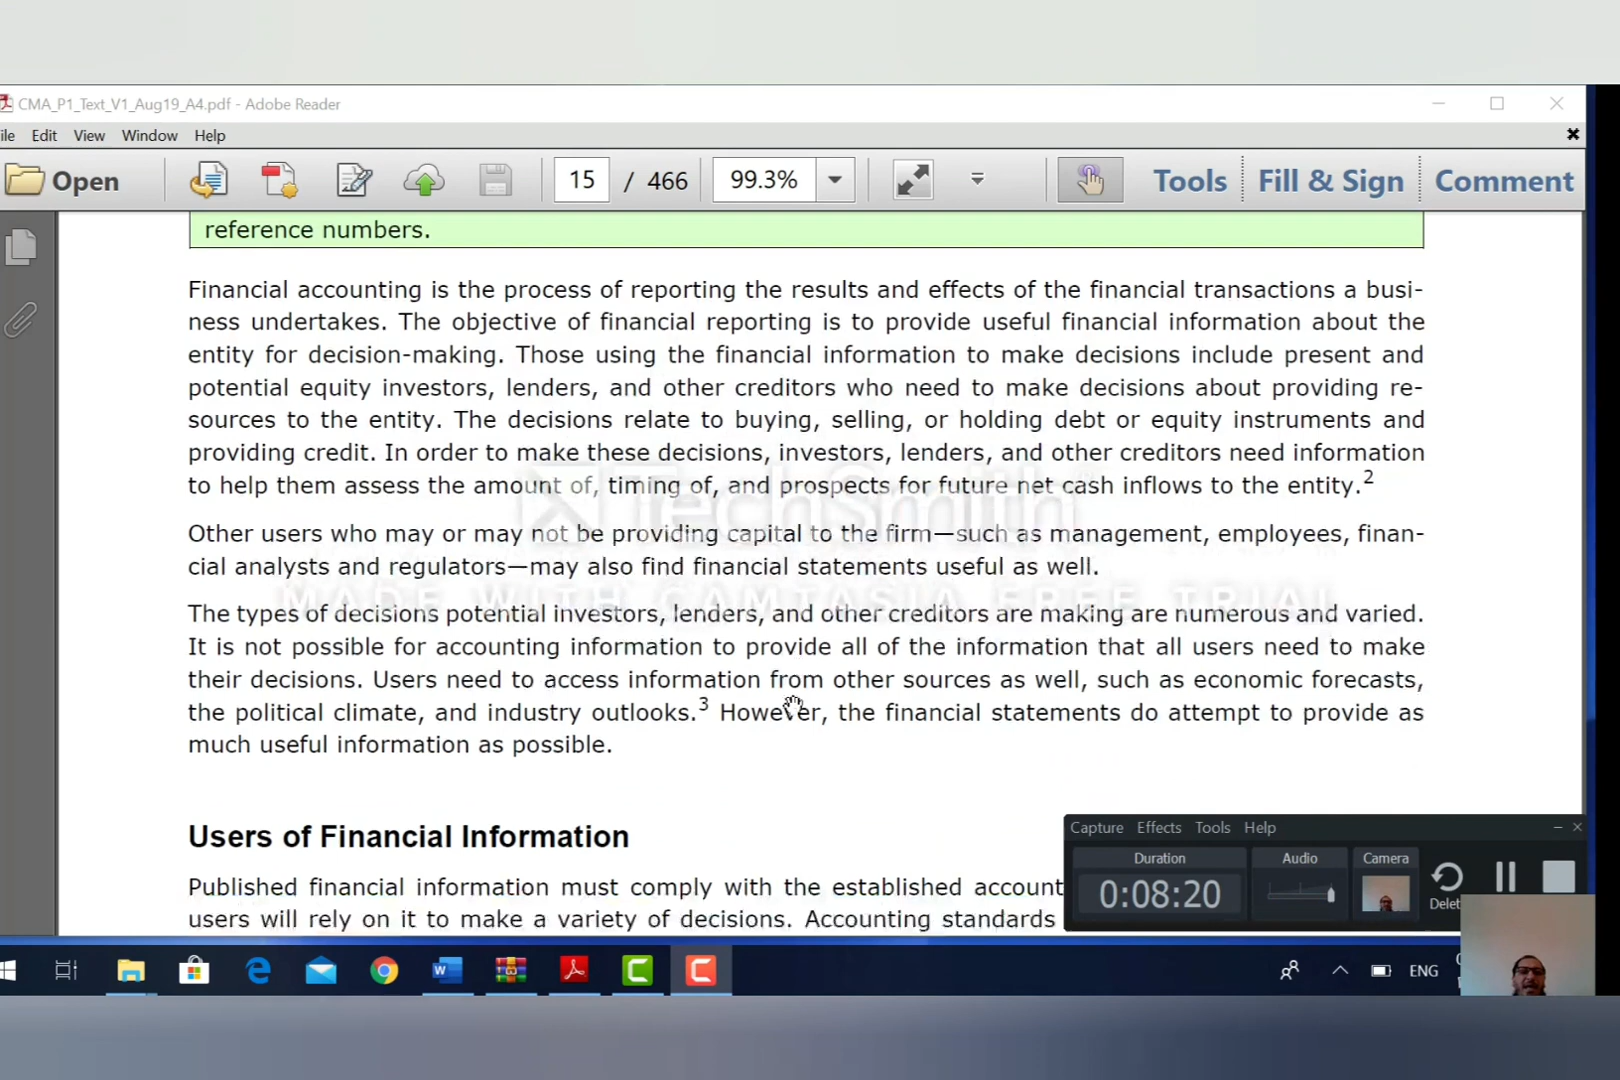 CMA_P1_Text_V1_Aug19_A4.pdf - Adobe Reader
ile Edit View Window Help
Open 15 / 466 99.3% Tools Fill & Sign Comment
reference numbers.
Financial accounting is the process of reporting the results and effects of the financial transactions a busi-
ness undertakes. The objective of financial reporting is to provide useful financial information about the
entity for decision-making. Those using the financial information to make decisions include present and
potential equity investors, lenders, and other creditors who need to make decisions about providing re-
sources to the entity. The decisions relate to buying, selling, or holding debt or equity instruments and
providing credit. In order to make these decisions, investors, lenders, and other creditors need information
to help them assess the amount of, timing of, and prospects for future net cash inflows to the entity.2
TechSmith
Other users who may or may not be providing capital to the firm—such as management, employees, finan-
cial analysts and regulators—may also find financial statements useful as well.
MADE WITH CAMTASIA FREE TRIAL
The types of decisions potential investors, lenders, and other creditors are making are numerous and varied.
It is not possible for accounting information to provide all of the information that all users need to make
their decisions. Users need to access information from other sources as well, such as economic forecasts,
the political climate, and industry outlooks.3 However, the financial statements do attempt to provide as
much useful information as possible.
Users of Financial Information
Published financial information must comply with the established account
users will rely on it to make a variety of decisions. Accounting standards
Capture Effects Tools Help
Duration Audio Camera
0:08:20
Delet
ENG